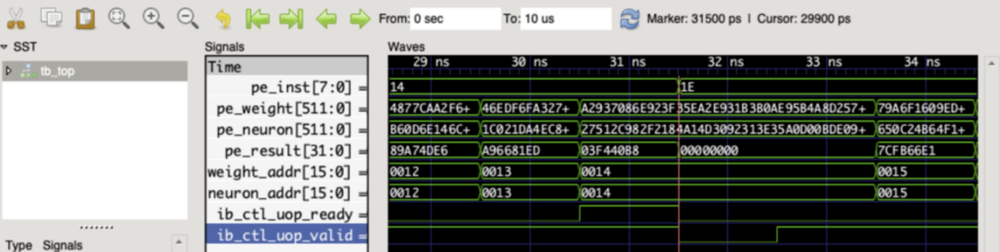 From: 0 sec To: 10 us Marker: 31500 ps | Cursor: 29900 ps
SST
tb_top
Type Signals
Signals
Time
pe_inst[7:0] =
pe_weight[511:0] =
pe_neuron[511:0] =
pe_result[31:0] =
weight_addr[15:0] =
neuron_addr[15:0] =
ib_ctl_uop_ready =
ib_ctl_uop_valid =
Waves
29 ns 30 ns 31 ns 32 ns 33 ns 34 ns
14 1E
4877CAA2F6+ 46EDF6FA327+ A2937086E923F35EA2E931B3B0AE95B4A8D257+ 79A6F1609ED+
B60D6E146C+ 1C021DA4EC8+ 27512C982F2184A14D3092313E35A0D00BDE09+ 650C24B64F1+
89A74DE6 A96681ED 03F440B8 00000000 7CFB66E1
0012 0013 0014 0015
0012 0013 0014 0015